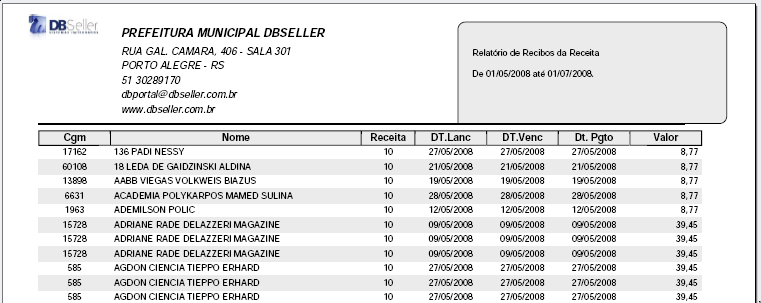 DBSeller
PREFEITURA MUNICIPAL DBSELLER
RUA GAL. CAMARA, 406 - SALA 301
PORTO ALEGRE - RS
51 30289170
dbportal@dbseller.com.br
www.dbseller.com.br
Relatório de Recibos da Receita
De 01/05/2008 até 01/07/2008.
Cgm Nome Receita DT.Lanc DT.Venc Dt. Pgto Valor
17162 136 PADI NESSY 10 27/05/2008 27/05/2008 27/05/2008 8,77
60108 18 LEDA DE GAIDZINSKI ALDINA 10 21/05/2008 21/05/2008 21/05/2008 8,77
13898 AABB VIEGAS VOLKWEIS BIAZUS 10 19/05/2008 19/05/2008 19/05/2008 8,77
6631 ACADEMIA POLYKARPOS MAMED SULINA 10 28/05/2008 28/05/2008 28/05/2008 8,77
1963 ADEMILSON POLIC 10 12/05/2008 12/05/2008 12/05/2008 8,77
15728 ADRIANE RADE DELAZZERI MAGAZINE 10 09/05/2008 09/05/2008 09/05/2008 39,45
15728 ADRIANE RADE DELAZZERI MAGAZINE 10 09/05/2008 09/05/2008 09/05/2008 39,45
15728 ADRIANE RADE DELAZZERI MAGAZINE 10 09/05/2008 09/05/2008 09/05/2008 39,45
585 AGDON CIENCIA TIEPPO ERHARD 10 27/05/2008 27/05/2008 27/05/2008 39,45
585 AGDON CIENCIA TIEPPO ERHARD 10 27/05/2008 27/05/2008 27/05/2008 39,45
585 AGDON CIENCIA TIEPPO ERHARD 10 27/05/2008 27/05/2008 27/05/2008 39,45